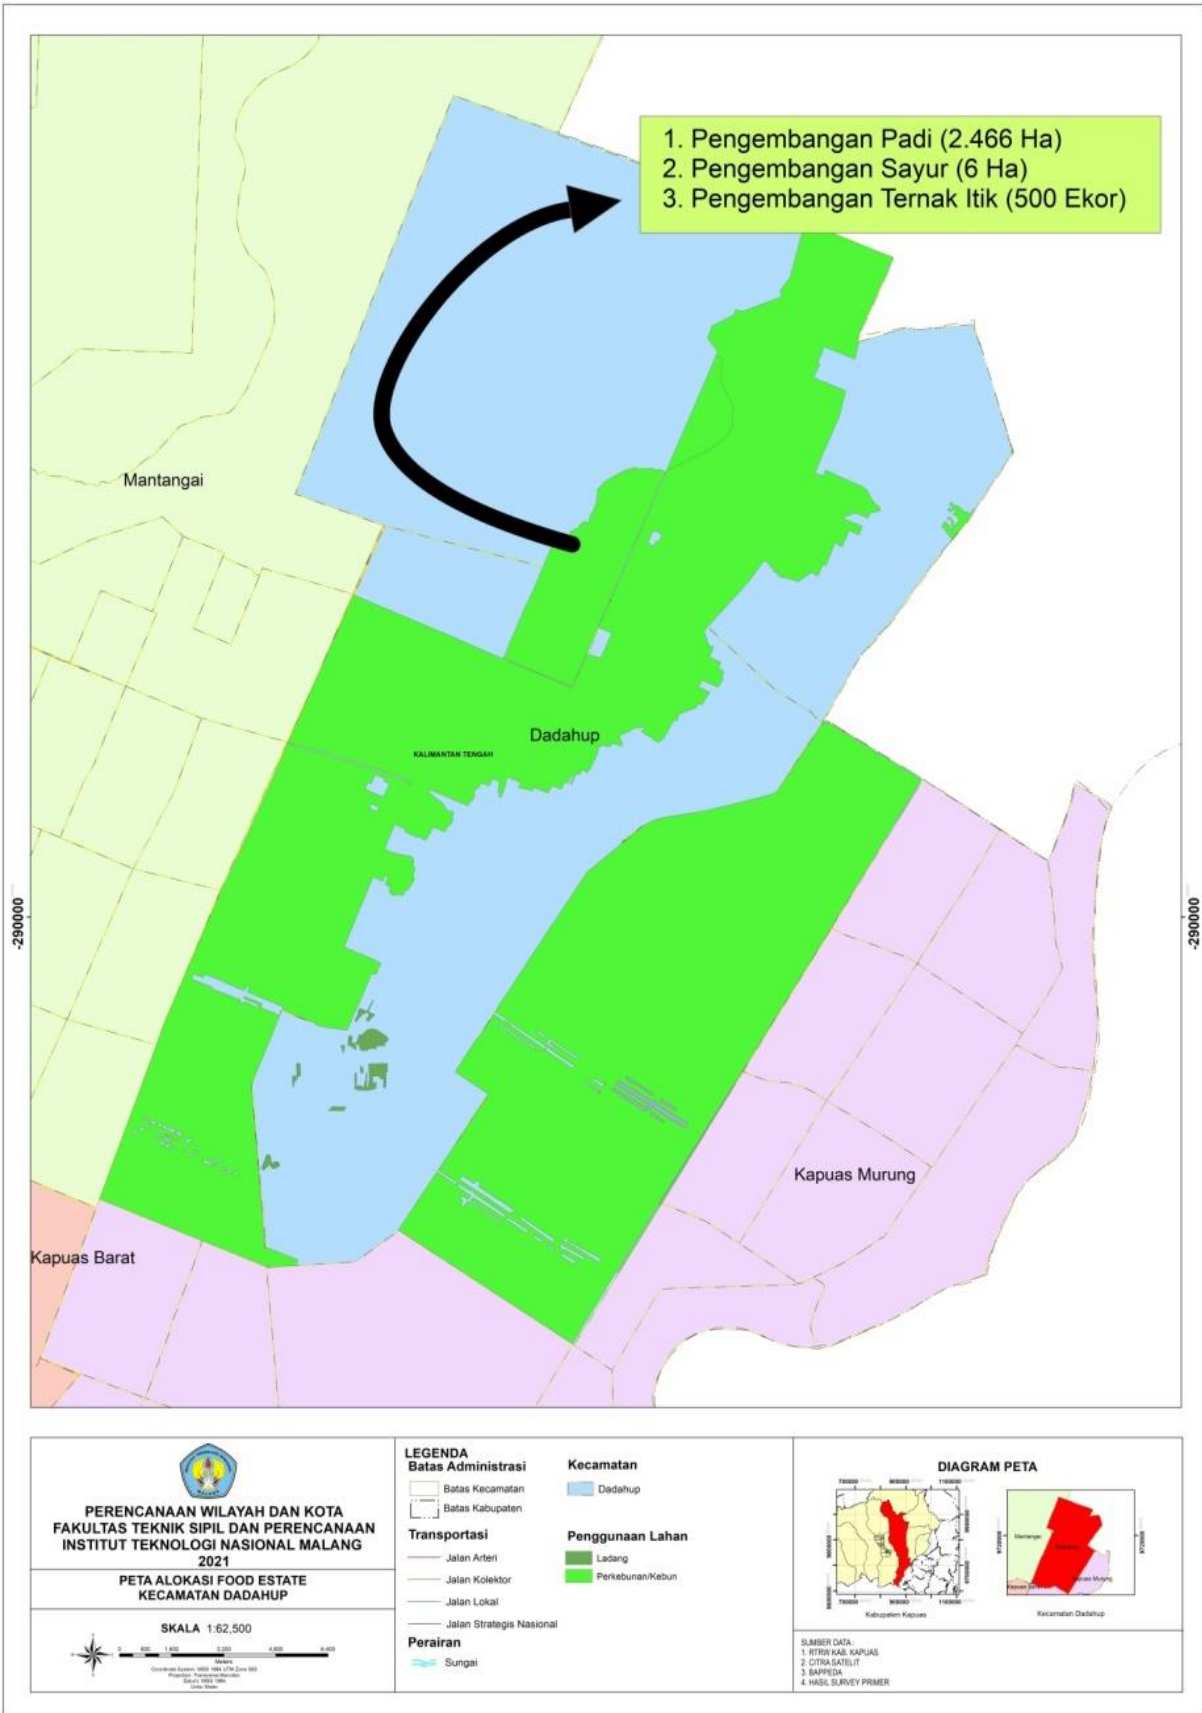 1. Pengembangan Padi (2.466 Ha)
2. Pengembangan Sayur (6 Ha)
3. Pengembangan Ternak Itik (500 Ekor)
Mantangai
Dadahup
KALIMANTAN TENGAH
-290000
-290000
Kapuas Murung
Kapuas Barat
PERENCANAAN WILAYAH DAN KOTA
FAKULTAS TEKNIK SIPIL DAN PERENCANAAN
INSTITUT TEKNOLOGI NASIONAL MALANG
2021
PETA ALOKASI FOOD ESTATE
KECAMATAN DADAHUP
SKALA 1:62,500
Meters
LEGENDA
Batas Administrasi
Batas Kecamatan
Batas Kabupaten
Transportasi
Jalan Arteri
Jalan Kolektor
Jalan Lokal
Jalan Strategis Nasional
Perairan
Sungai
Kecamatan
Dadahup
Penggunaan Lahan
Ladang
Perkebunan/Kebun
DIAGRAM PETA
Kabupaten Kapuas
Mantangai
Kapuas Murung
Kecamatan Dadahup
SUMBER DATA :
1. RTRW KAB. KAPUAS
2. CITRA SATELIT
3. BAPPEDA
4. HASIL SURVEY PRIMER